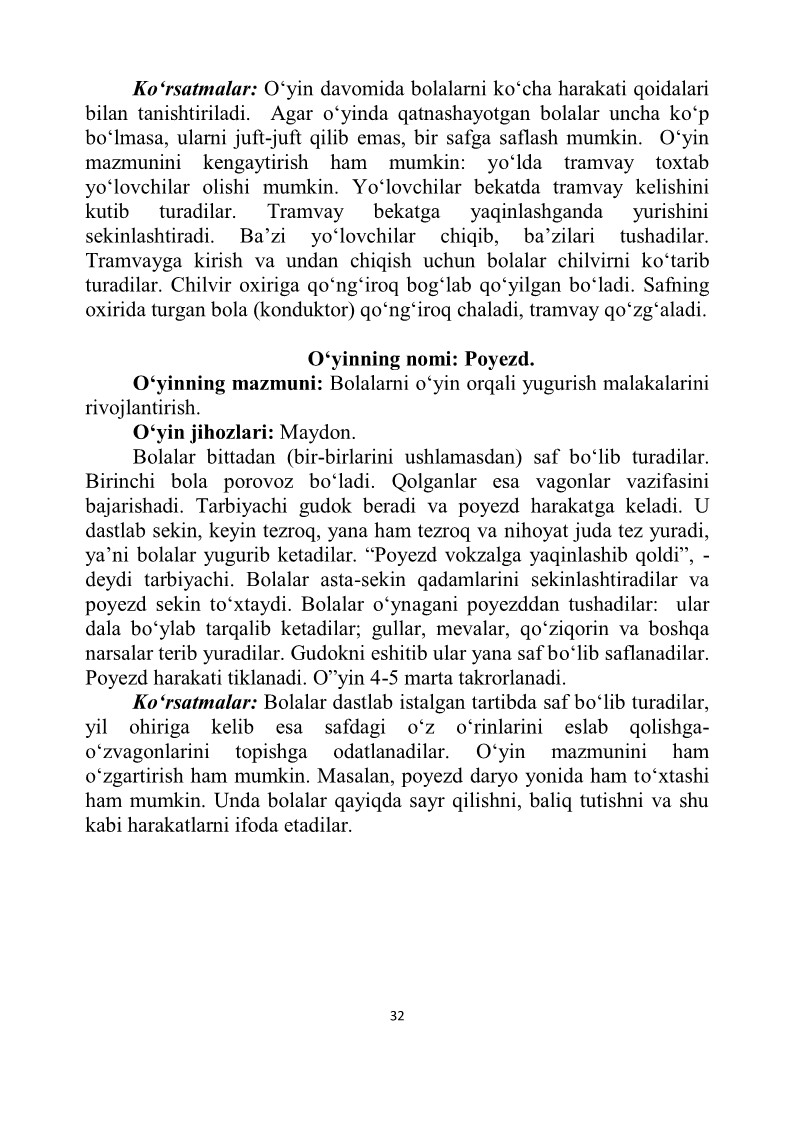 Ko‘rsatmalar: O‘yin davomida bolalarni ko‘cha harakati qoidalari
bilan tanishtiriladi. Agar o‘yinda qatnashayotgan bolalar uncha ko‘p
bo‘lmasa, ularni juft-juft qilib emas, bir safga saflash mumkin. O‘yin
mazmunini kengaytirish ham mumkin: yo‘lda tramvay toxtab
yo‘lovchilar olishi mumkin. Yo‘lovchilar bekatda tramvay kelishini
kutib turadilar. Tramvay bekatga yaqinlashganda yurishini
sekinlashtiradi. Ba’zi yo‘lovchilar chiqib, ba’zilari tushadilar.
Tramvayga kirish va undan chiqish uchun bolalar chilvirni ko‘tarib
turadilar. Chilvir oxiriga qo‘ng‘iroq bog‘lab qo‘yilgan bo‘ladi. Safning
oxirida turgan bola (konduktor) qo‘ng‘iroq chaladi, tramvay qo‘zg‘aladi.
O‘yinning nomi: Poyezd.
O‘yinning mazmuni: Bolalarni o‘yin orqali yugurish malakalarini
rivojlantirish.
O‘yin jihozlari: Maydon.
Bolalar bittadan (bir-birlarini ushlamasdan) saf bo‘lib turadilar.
Birinchi bola porovoz bo‘ladi. Qolganlar esa vagonlar vazifasini
bajarishadi. Tarbiyachi gudok beradi va poyezd harakatga keladi. U
dastlab sekin, keyin tezroq, yana ham tezroq va nihoyat juda tez yuradi,
ya’ni bolalar yugurib ketadilar. “Poyezd vokzalga yaqinlashib qoldi”, -
deydi tarbiyachi. Bolalar asta-sekin qadamlarini sekinlashtiradilar va
poyezd sekin to‘xtaydi. Bolalar o‘ynagani poyezddan tushadilar: ular
dala bo‘ylab tarqalib ketadilar; gullar, mevalar, qo‘ziqorin va boshqa
narsalar terib yuradilar. Gudokni eshitib ular yana saf bo‘lib saflanadilar.
Poyezd harakati tiklanadi. O”yin 4-5 marta takrorlanadi.
Ko‘rsatmalar: Bolalar dastlab istalgan tartibda saf bo‘lib turadilar,
yil ohiriga kelib esa safdagi o‘z o‘rinlarini eslab qolishga-
o‘zvagonlarini topishga odatlanadilar. O‘yin mazmunini ham
o‘zgartirish ham mumkin. Masalan, poyezd daryo yonida ham to‘xtashi
ham mumkin. Unda bolalar qayiqda sayr qilishni, baliq tutishni va shu
kabi harakatlarni ifoda etadilar.
32